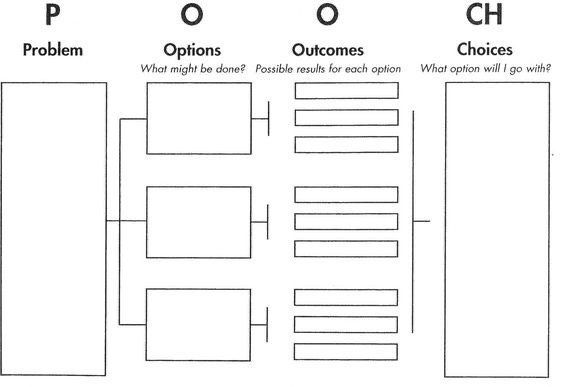 P O O CH
Problem Options Outcomes Choices
What might be done? Possible results for each option What option will I go with?